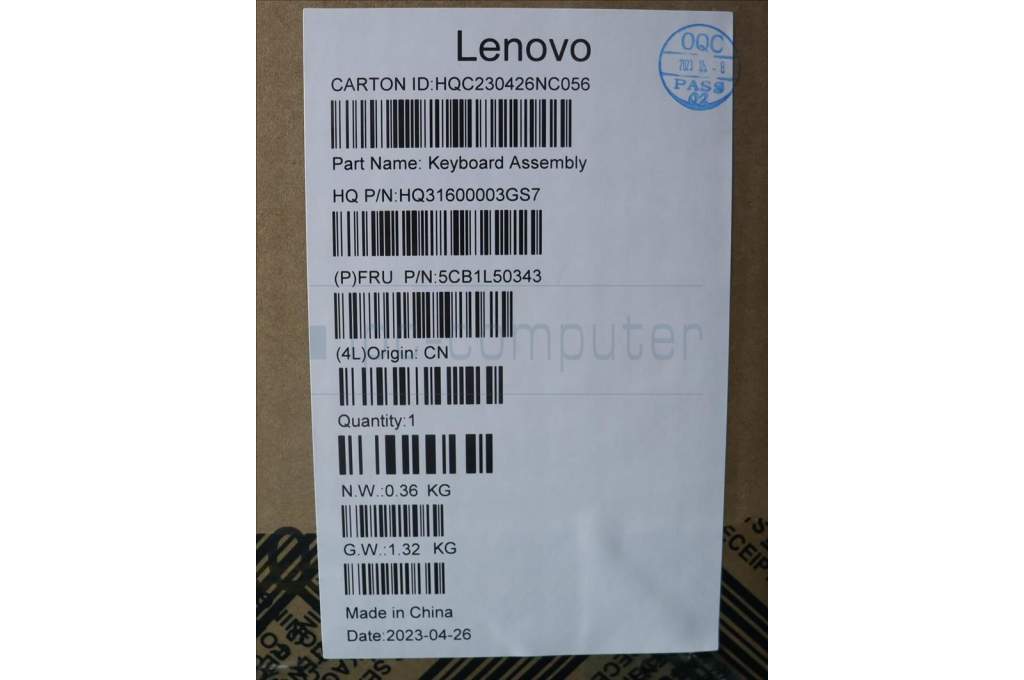 Lenovo
OQC
PASS
02
CARTON ID:HQC230426NC056
Part Name: Keyboard Assembly
HQ P/N:HQ31600003GS7
(P)FRU P/N:5CB1L50343
-computer
(4L)Origin: CN
Quantity:1
N.W.:0.36 KG
G.W.:1.32 KG
Made in China
Date:2023-04-26